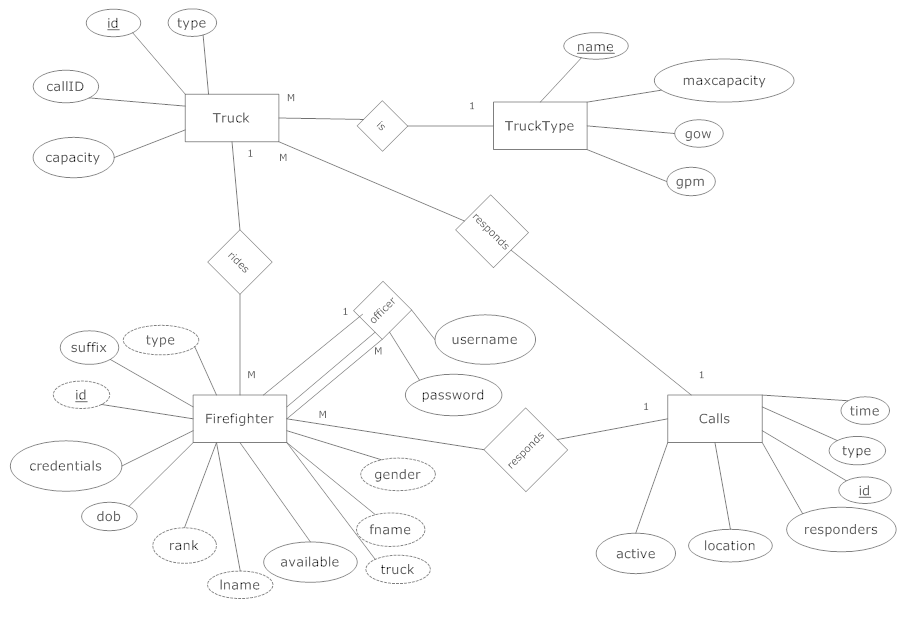 id
type
name
callID
maxcapacity
M
1
Truck
is
TruckType
gow
1
M
capacity
gpm
responds
rides
officer
1
username
type
suffix
M
M
1
password
id
M
1
time
Firefighter
Calls
type
responds
credentials
gender
id
dob
fname
responders
rank
available
truck
active
location
lname